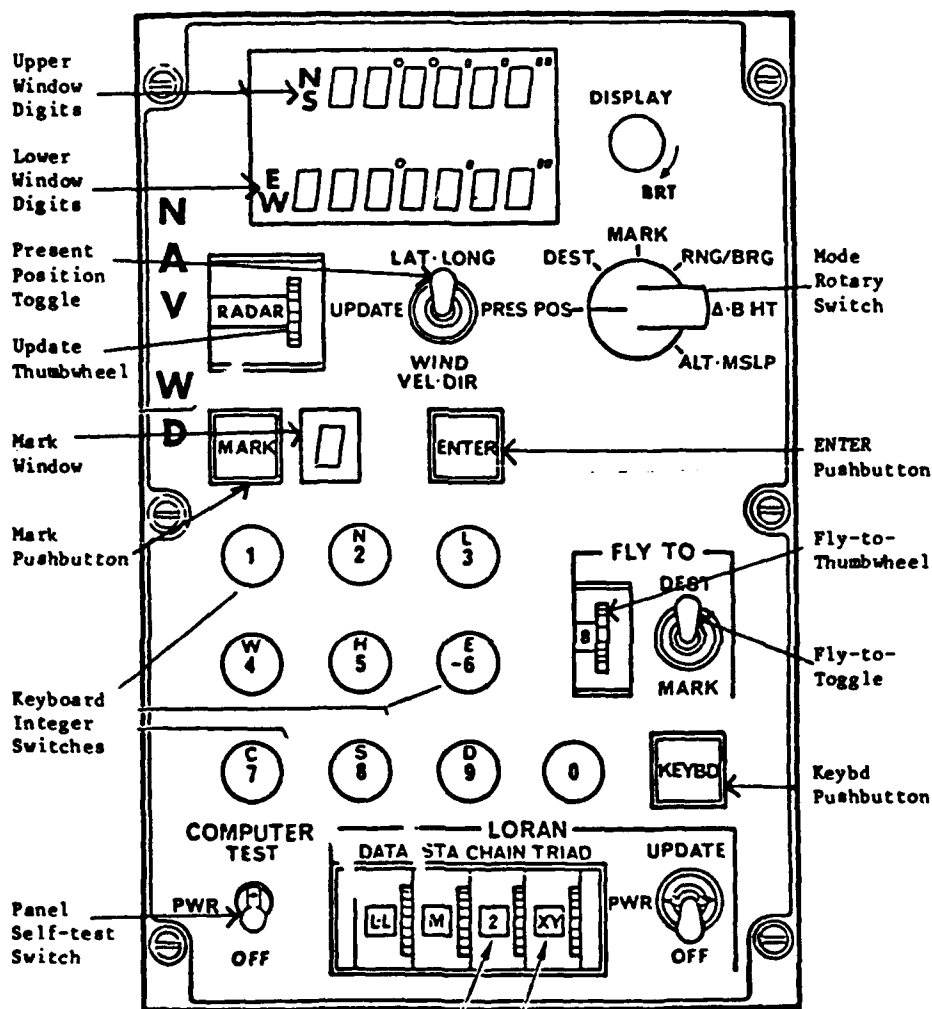 Upper
Window
Digits
N
S
DISPLAY
BRT
Lower
Window
Digits
E
W
NAV WD
Present
Position
Toggle
LAT·LONG
UPDATE
PRES POS
WIND
VEL·DIR
MARK
DEST
RNG/BRG
Δ·B HT
ALT·MSLP
Mode
Rotary
Switch
RADAR
Update
Thumbwheel
Mark
Window
MARK
0
ENTER
ENTER
Pushbutton
Mark
Pushbutton
1
N
2
L
3
FLY TO
DEST
8
MARK
Fly-to-
Thumbwheel
W
4
H
5
E
-6
Fly-to-
Toggle
Keyboard
Integer
Switches
C
7
S
8
D
9
0
KEYBD
Keybd
Pushbutton
COMPUTER
TEST
PWR
OFF
Panel
Self-test
Switch
LORAN
DATA STA CHAIN TRIAD
L·L M 2 XY
UPDATE
PWR
OFF